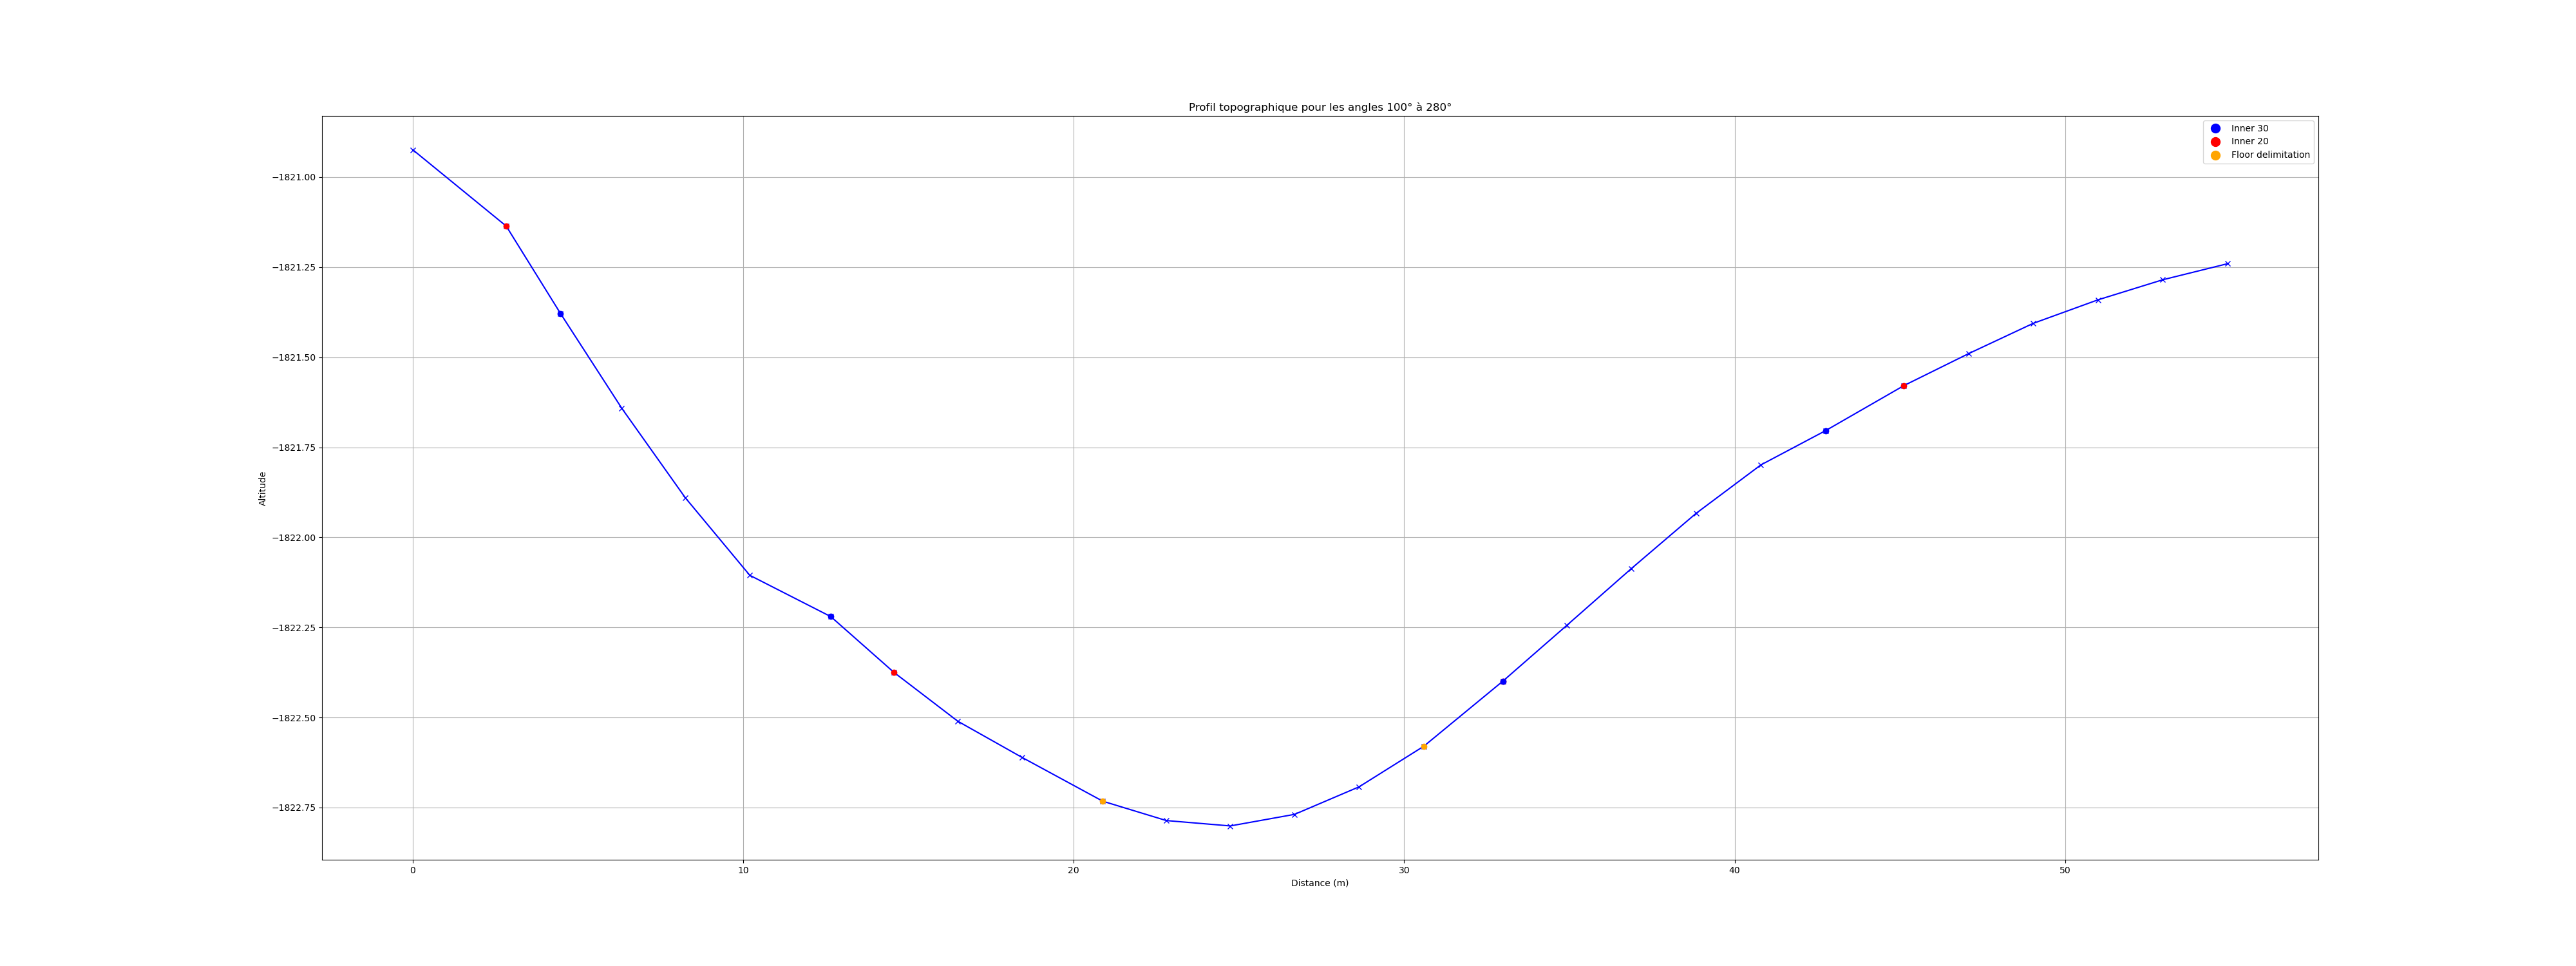 Profil topographique pour les angles 100° à 280°
Inner 30
Inner 20
Floor delimitation
Altitude
−1821.00
−1821.25
−1821.50
−1821.75
−1822.00
−1822.25
−1822.50
−1822.75
0 10 20 30 40 50
Distance (m)